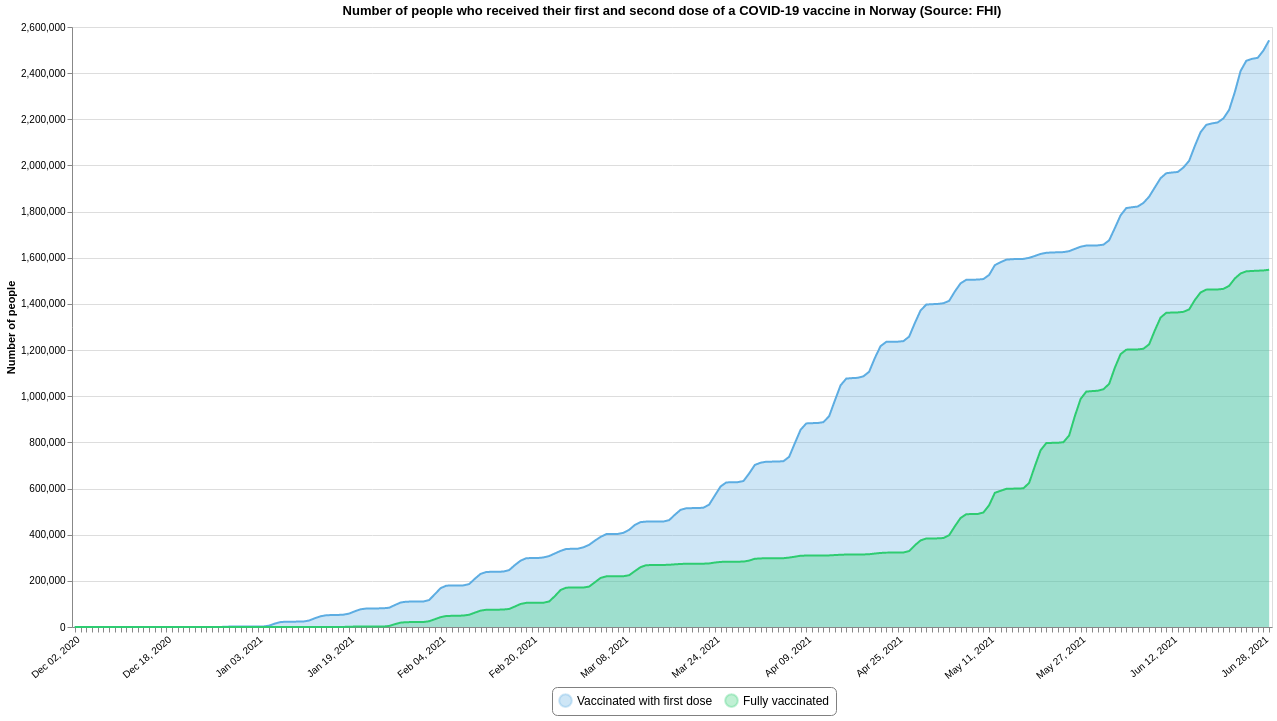 Number of people who received their first and second dose of a COVID-19 vaccine in Norway (Source: FHI)
Number of people
2,600,000
2,400,000
2,200,000
2,000,000
1,800,000
1,600,000
1,400,000
1,200,000
1,000,000
800,000
600,000
400,000
200,000
0
Dec 02, 2020
Dec 18, 2020
Jan 03, 2021
Jan 19, 2021
Feb 04, 2021
Feb 20, 2021
Mar 08, 2021
Mar 24, 2021
Apr 09, 2021
Apr 25, 2021
May 11, 2021
May 27, 2021
Jun 12, 2021
Jun 28, 2021
Vaccinated with first dose
Fully vaccinated